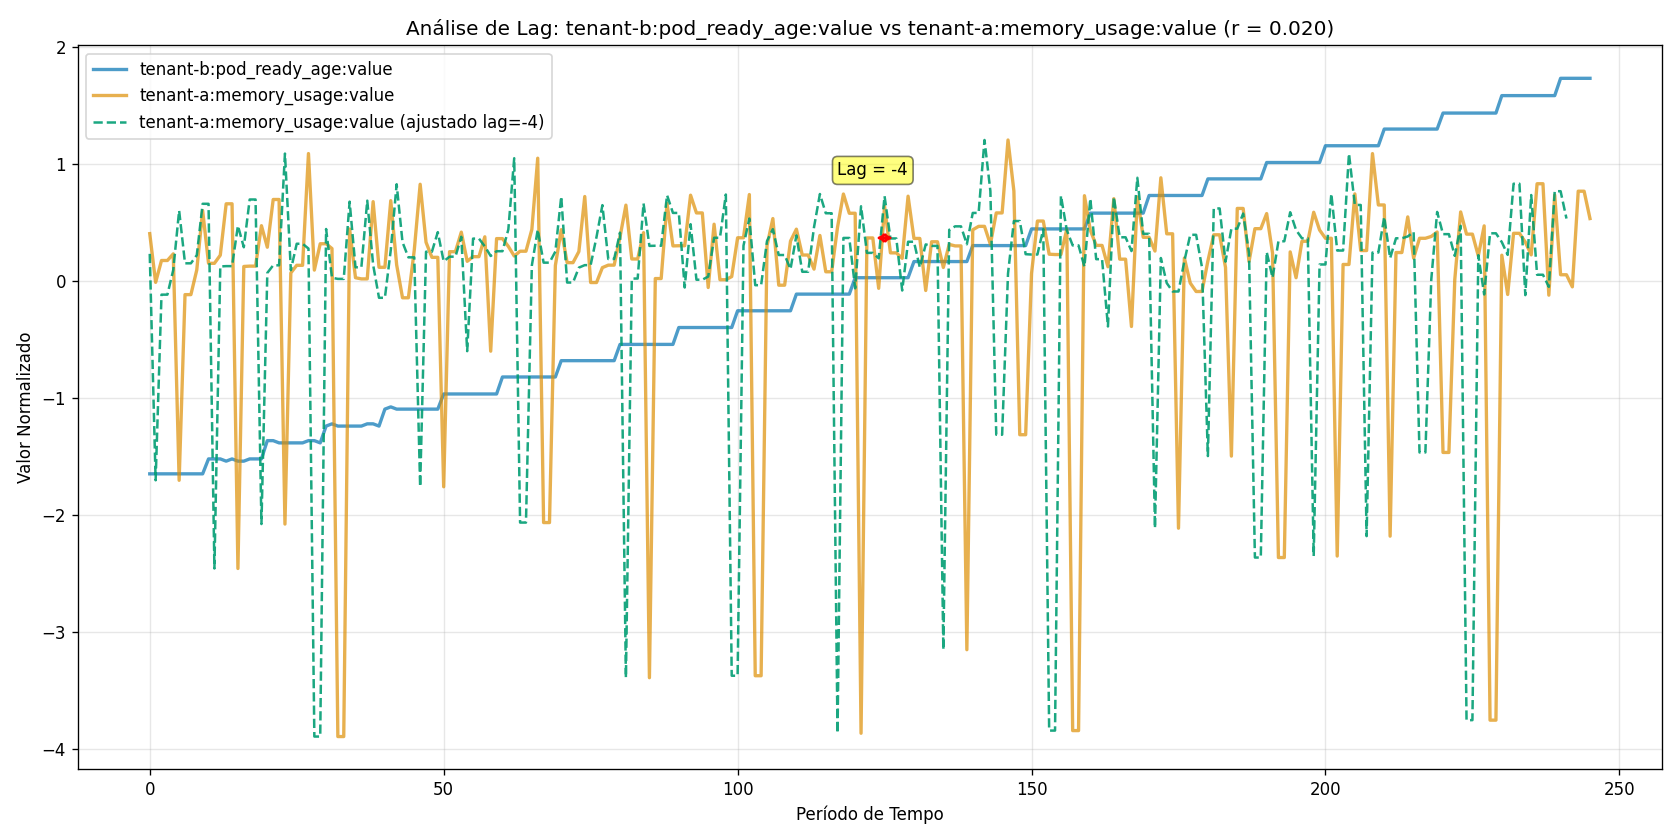 Análise de Lag: tenant-b:pod_ready_age:value vs tenant-a:memory_usage:value (r = 0.020)
tenant-b:pod_ready_age:value
tenant-a:memory_usage:value
tenant-a:memory_usage:value (ajustado lag=-4)
Lag = -4
Valor Normalizado
2
1
0
−1
−2
−3
−4
0
50
100
150
200
250
Período de Tempo